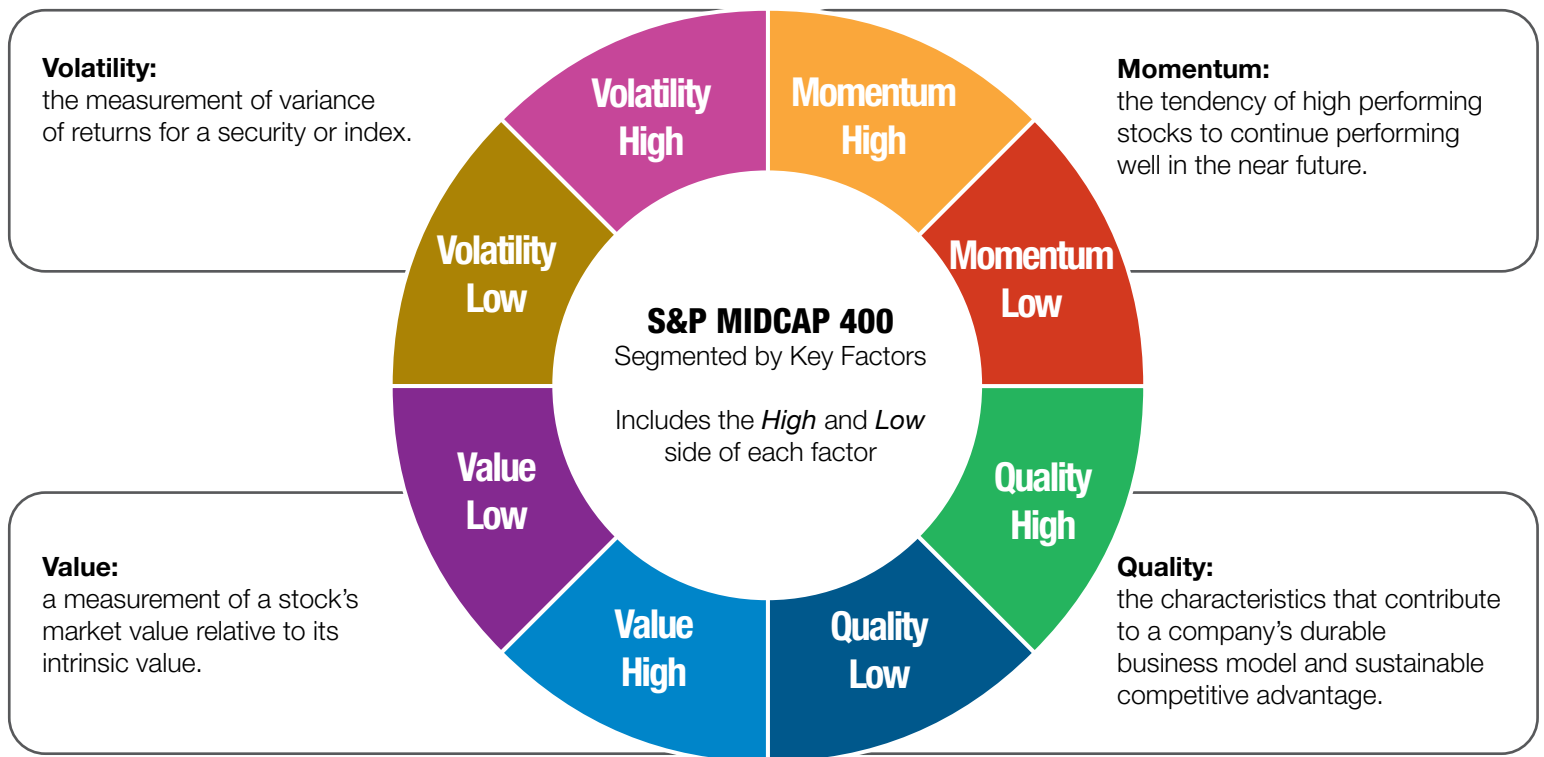 Volatility:
the measurement of variance
of returns for a security or index.
Volatility
High
Momentum
High
Momentum:
the tendency of high performing
stocks to continue performing
well in the near future.
Volatility
Low
Momentum
Low
S&P MIDCAP 400
Segmented by Key Factors
Includes the High and Low
side of each factor
Value
Low
Quality
High
Value:
a measurement of a stock's
market value relative to its
intrinsic value.
Value
High
Quality
Low
Quality:
the characteristics that contribute
to a company's durable
business model and sustainable
competitive advantage.